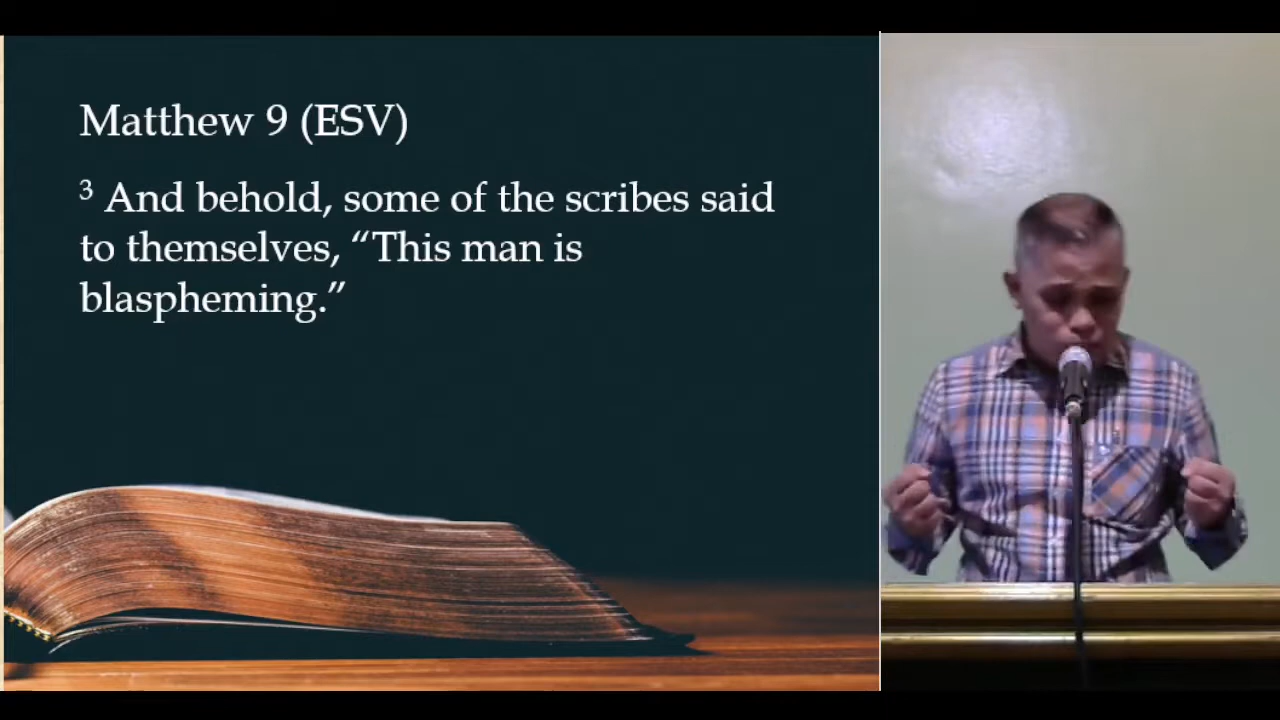 Matthew 9 (ESV)
³ And behold, some of the scribes said
to themselves, “This man is
blaspheming.”